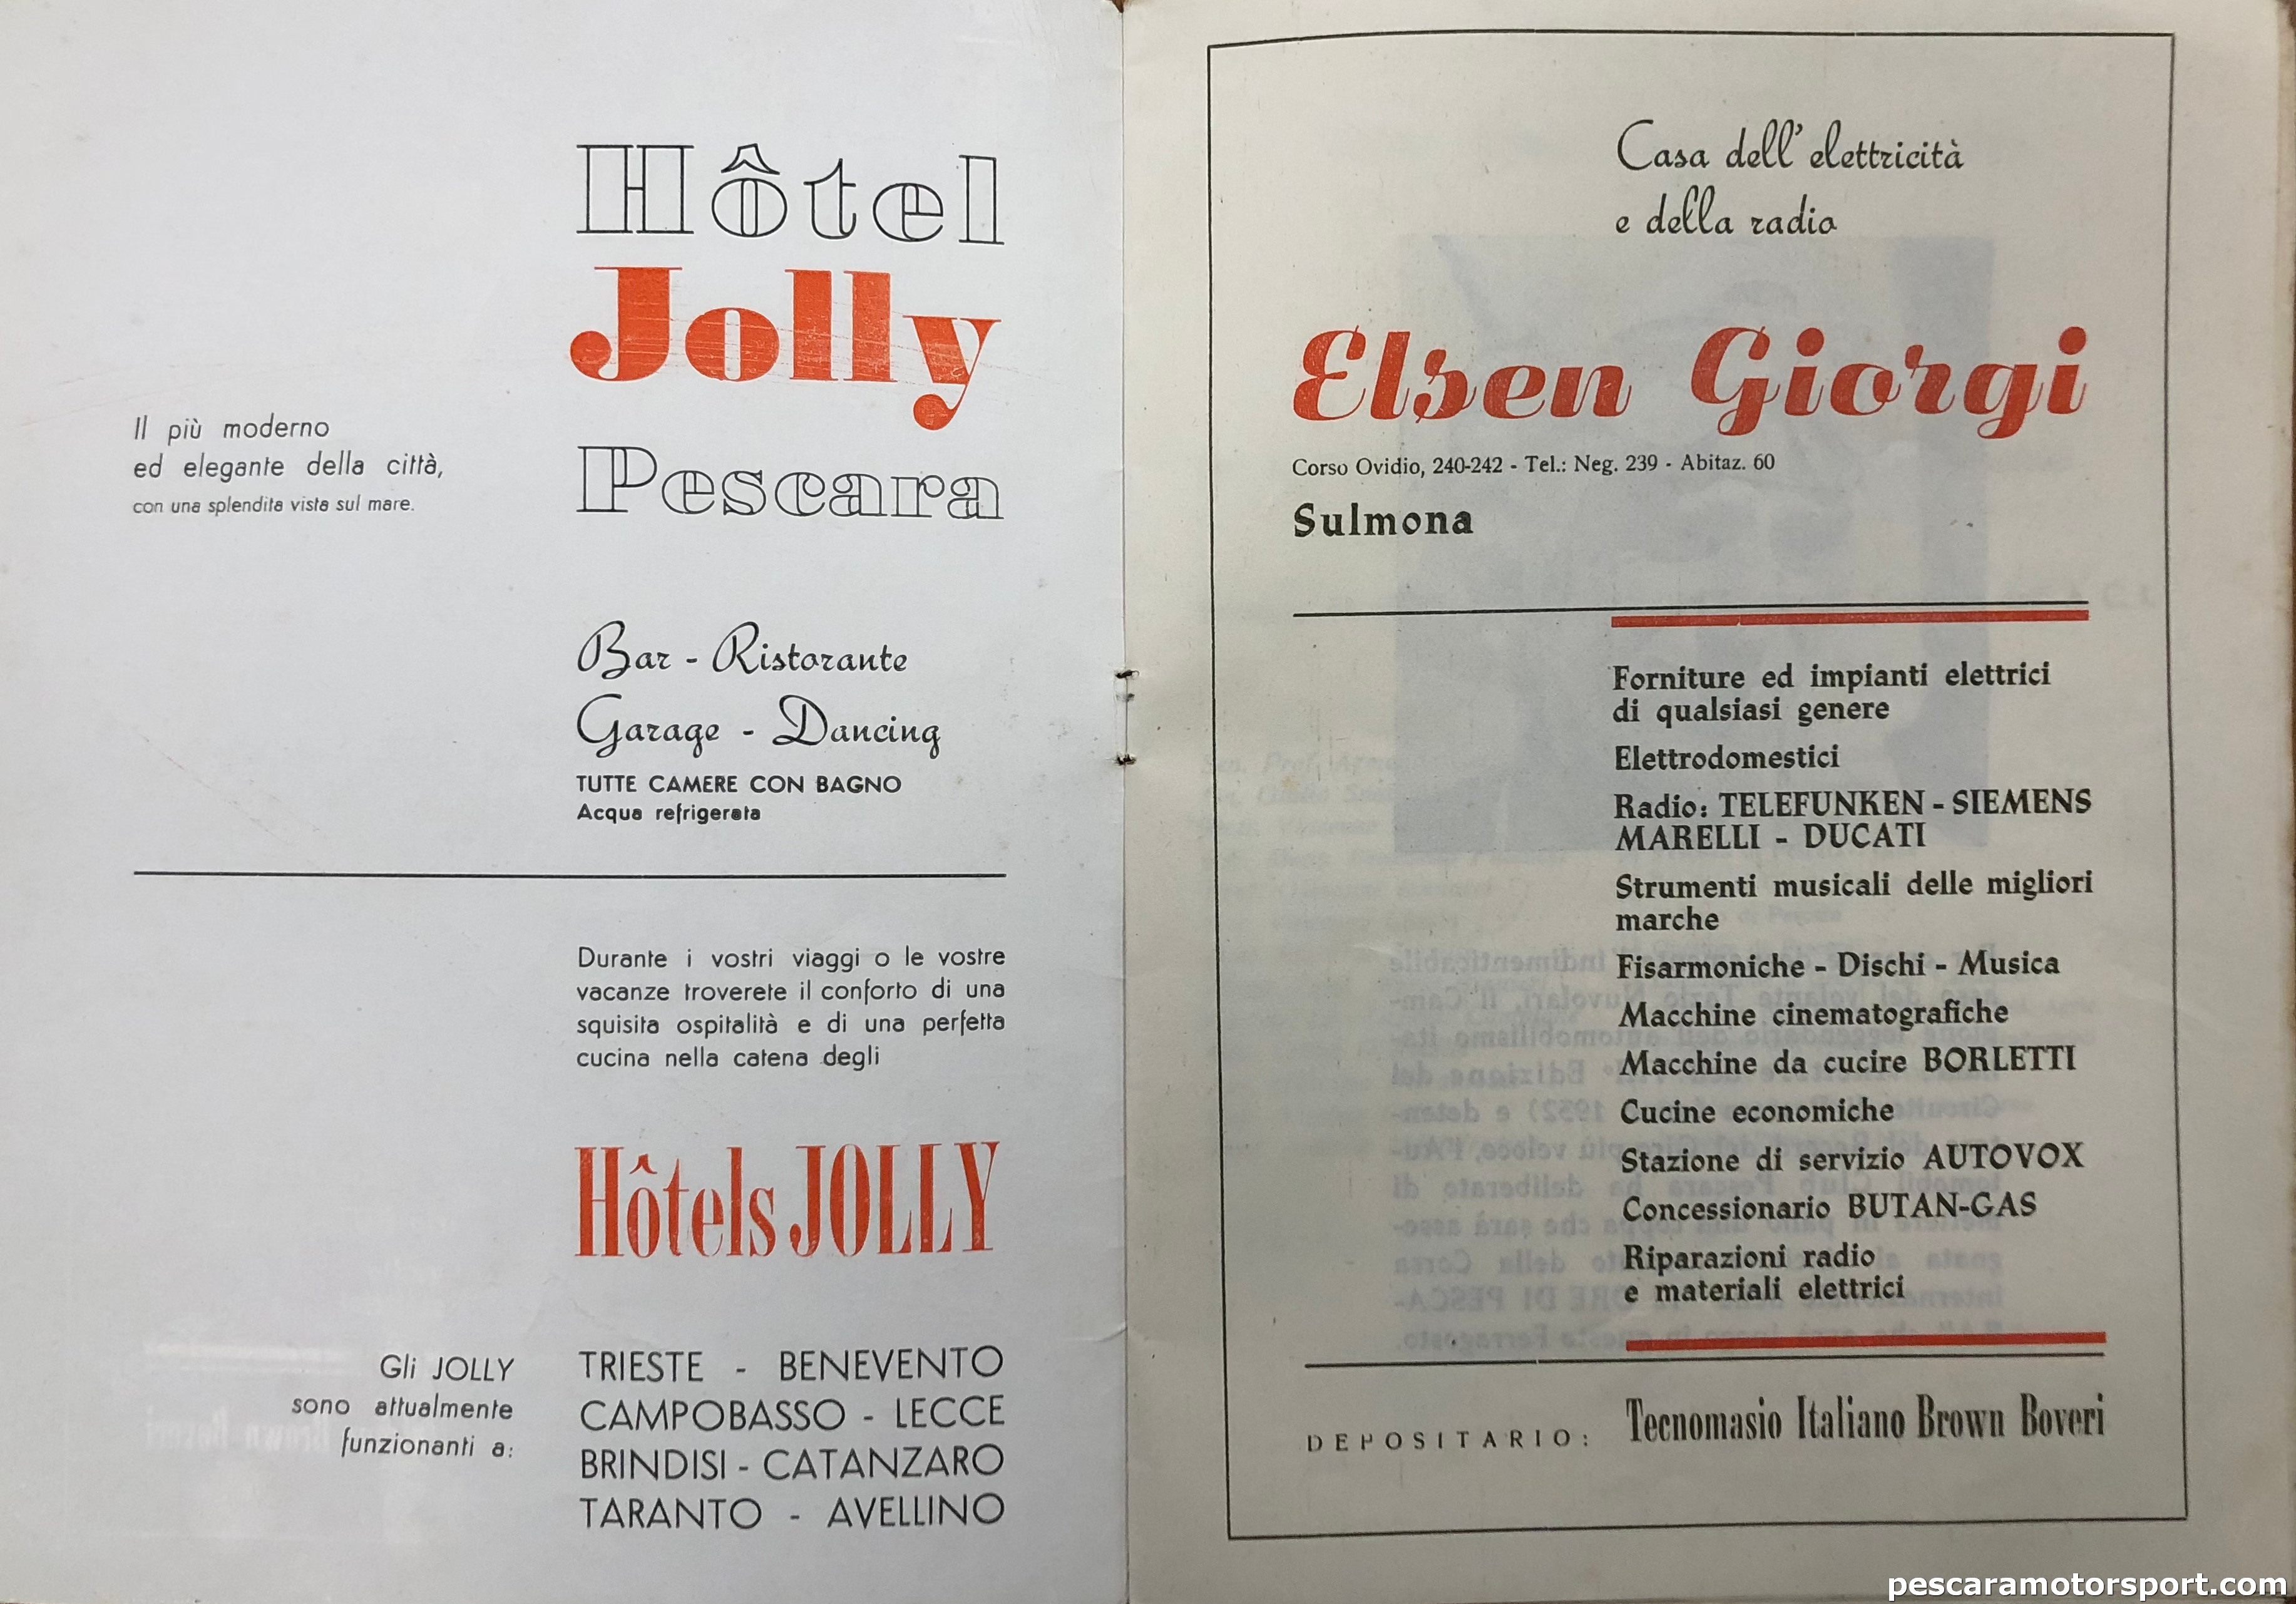 Hôtel
Jolly
Pescara
Il più moderno
ed elegante della città,
con una splendita vista sul mare.
Bar - Ristorante
Garage - Dancing
TUTTE CAMERE CON BAGNO
Acqua refrigerata
Durante i vostri viaggi o le vostre
vacanze troverete il conforto di una
squisita ospitalità e di una perfetta
cucina nella catena degli
Hôtels JOLLY
Gli JOLLY
sono attualmente
funzionanti a:
TRIESTE - BENEVENTO
CAMPOBASSO - LECCE
BRINDISI - CATANZARO
TARANTO - AVELLINO
Casa dell'elettricità
e della radio
Elsen Giorgi
Corso Ovidio, 240-242 - Tel.: Neg. 239 - Abitaz. 60
Sulmona
Forniture ed impianti elettrici
di qualsiasi genere
Elettrodomestici
Radio: TELEFUNKEN - SIEMENS
MARELLI - DUCATI
Strumenti musicali delle migliori
marche
Fisarmoniche - Dischi - Musica
Macchine cinematografiche
Macchine da cucire BORLETTI
Cucine economiche
Stazione di servizio AUTOVOX
Concessionario BUTAN-GAS
Riparazioni radio
e materiali elettrici
DEPOSITARIO: Tecnomasio Italiano Brown Boveri
pescaramotorsport.com